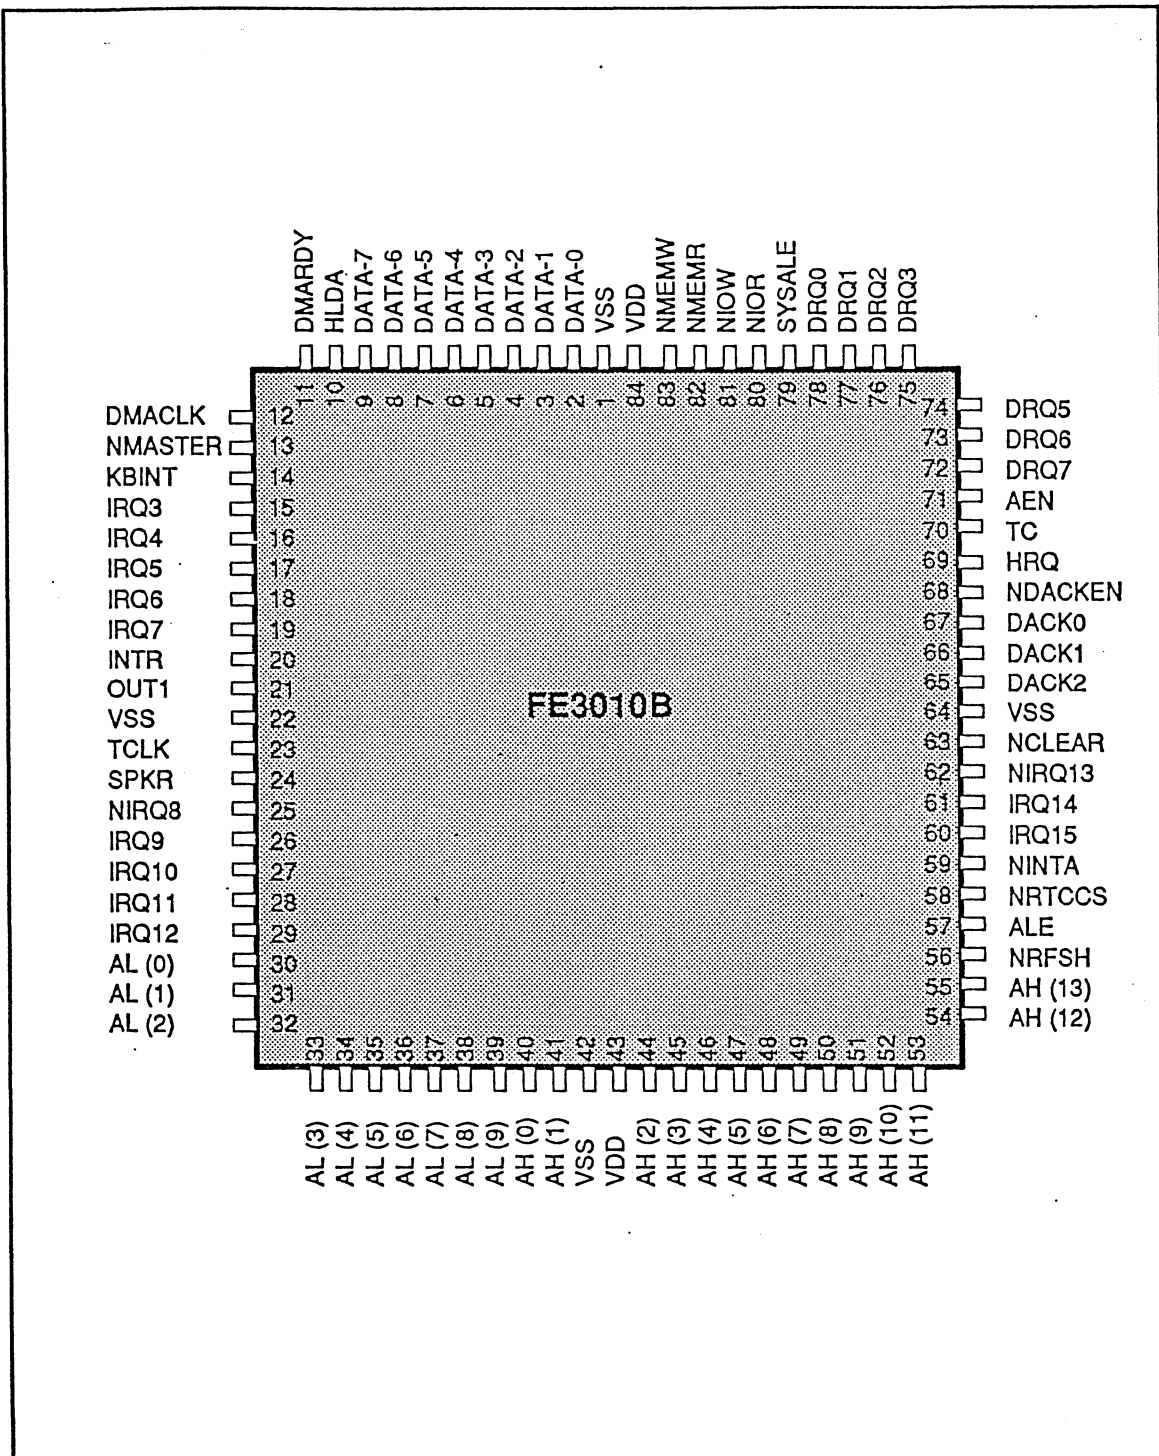 DMARDY
HLDA
DATA-7
DATA-6
DATA-5
DATA-4
DATA-3
DATA-2
DATA-1
DATA-0
VSS
VDD
NMEMW
NMEMR
NIOW
NIOR
SYSALE
DRQ0
DRQ1
DRQ2
DRQ3
11
10
9
8
7
6
5
4
3
2
1
84
83
82
81
80
79
78
77
76
75
DMACLK 12
NMASTER 13
KBINT 14
IRQ3 15
IRQ4 16
IRQ5 17
IRQ6 18
IRQ7 19
INTR 20
OUT1 21
VSS 22
TCLK 23
SPKR 24
NIRQ8 25
IRQ9 26
IRQ10 27
IRQ11 28
IRQ12 29
AL (0) 30
AL (1) 31
AL (2) 32
FE3010B
74 DRQ5
73 DRQ6
72 DRQ7
71 AEN
70 TC
69 HRQ
68 NDACKEN
67 DACK0
66 DACK1
65 DACK2
64 VSS
63 NCLEAR
62 NIRQ13
61 IRQ14
60 IRQ15
59 NINTA
58 NRTCCS
57 ALE
56 NRFSH
55 AH (13)
54 AH (12)
33
34
35
36
37
38
39
40
41
42
43
44
45
46
47
48
49
50
51
52
53
AL (3)
AL (4)
AL (5)
AL (6)
AL (7)
AL (8)
AL (9)
AH (0)
AH (1)
VSS
VDD
AH (2)
AH (3)
AH (4)
AH (5)
AH (6)
AH (7)
AH (8)
AH (9)
AH (10)
AH (11)